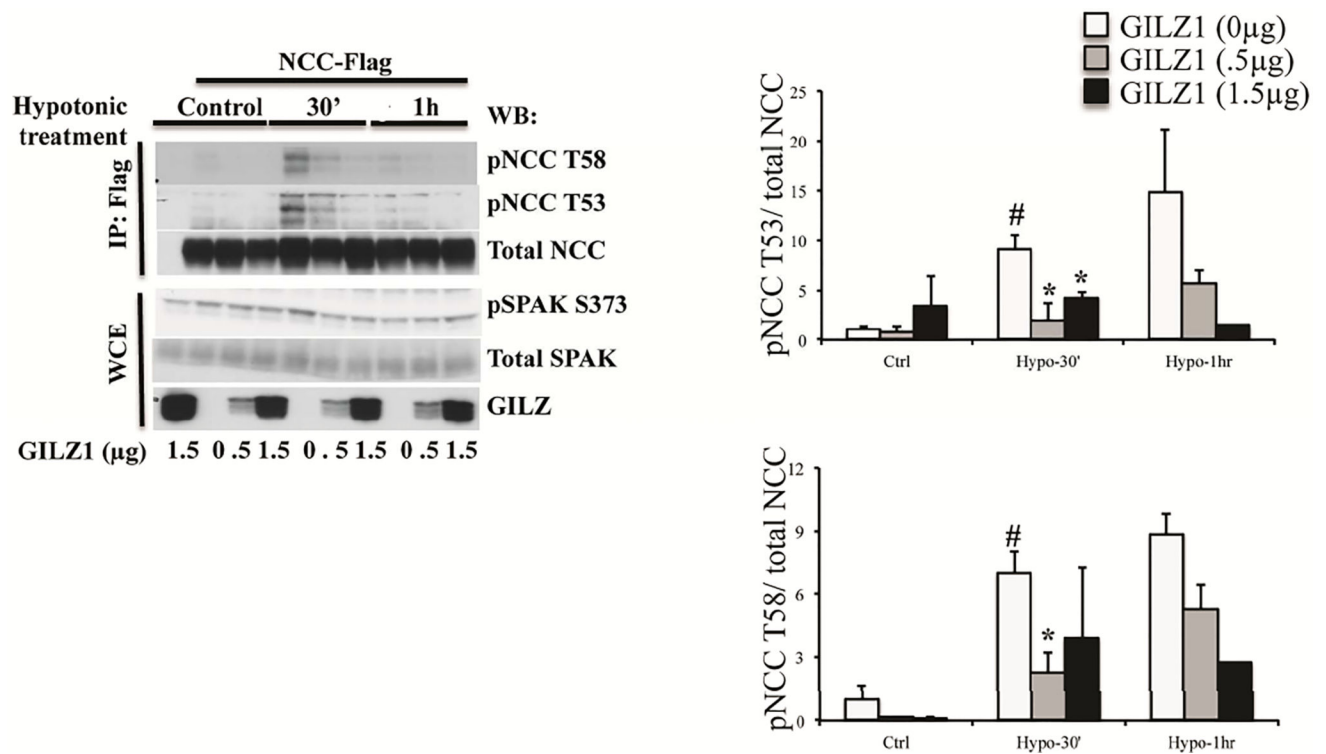 NCC-Flag
Hypotonic
treatment
Control 30' 1h WB:
IP: Flag
pNCC T58
pNCC T53
Total NCC
WCE
pSPAK S373
Total SPAK
GILZ
GILZ1 (µg) 1.5 0 .5 1.5 0 . 5 1.5 0 .5 1.5
GILZ1 (0µg)
GILZ1 (.5µg)
GILZ1 (1.5µg)
pNCC T53/ total NCC
25
20
15
10
5
0
#
*
*
Ctrl Hypo-30' Hypo-1hr
pNCC T58/ total NCC
12
9
6
3
0
#
*
Ctrl Hypo-30' Hypo-1hr